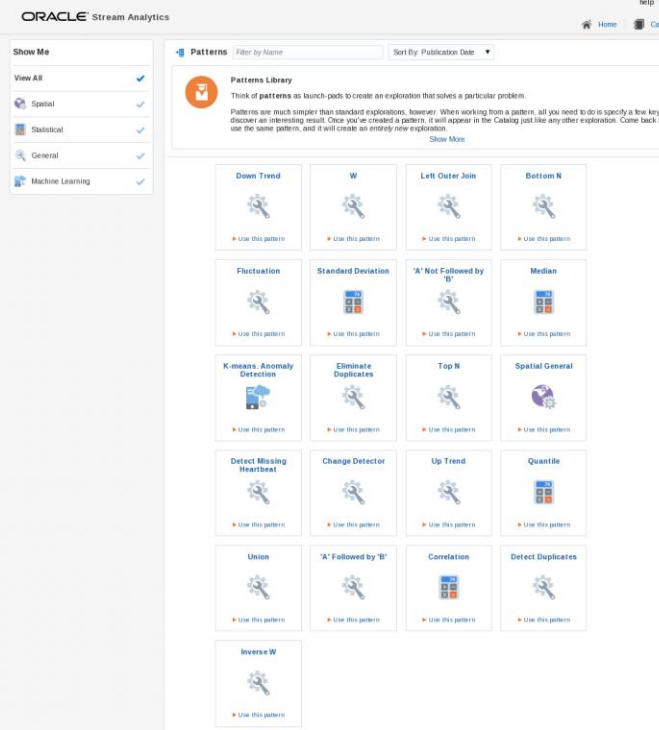 help
ORACLE Stream Analytics
Home
Show Me
View All
Spatial
Statistical
General
Machine Learning
Patterns Filter by Name Sort By: Publication Date
Patterns Library
Think of patterns as launch-pads to create an exploration that solves a particular problem.
Patterns are much simpler than standard explorations, however. When working from a pattern, all you need to do is specify a few key
discover an interesting result. Once you've created a pattern, it will appear in the Catalog just like any other exploration. Come back
use the same pattern, and it will create an entirely new exploration.
Show More
Down Trend W Left Outer Join Bottom N
Use this pattern Use this pattern Use this pattern Use this pattern
Fluctuation Standard Deviation 'A' Not Followed by Median
'B'
Use this pattern Use this pattern Use this pattern Use this pattern
K-means. Anomaly Eliminate Top N Spatial General
Detection Duplicates
Use this pattern Use this pattern Use this pattern Use this pattern
Detect Missing Change Detector Up Trend Quantile
Heartbeat
Use this pattern Use this pattern Use this pattern Use this pattern
Union 'A' Followed by 'B' Correlation Detect Duplicates
Use this pattern Use this pattern Use this pattern Use this pattern
Inverse W
Use this pattern